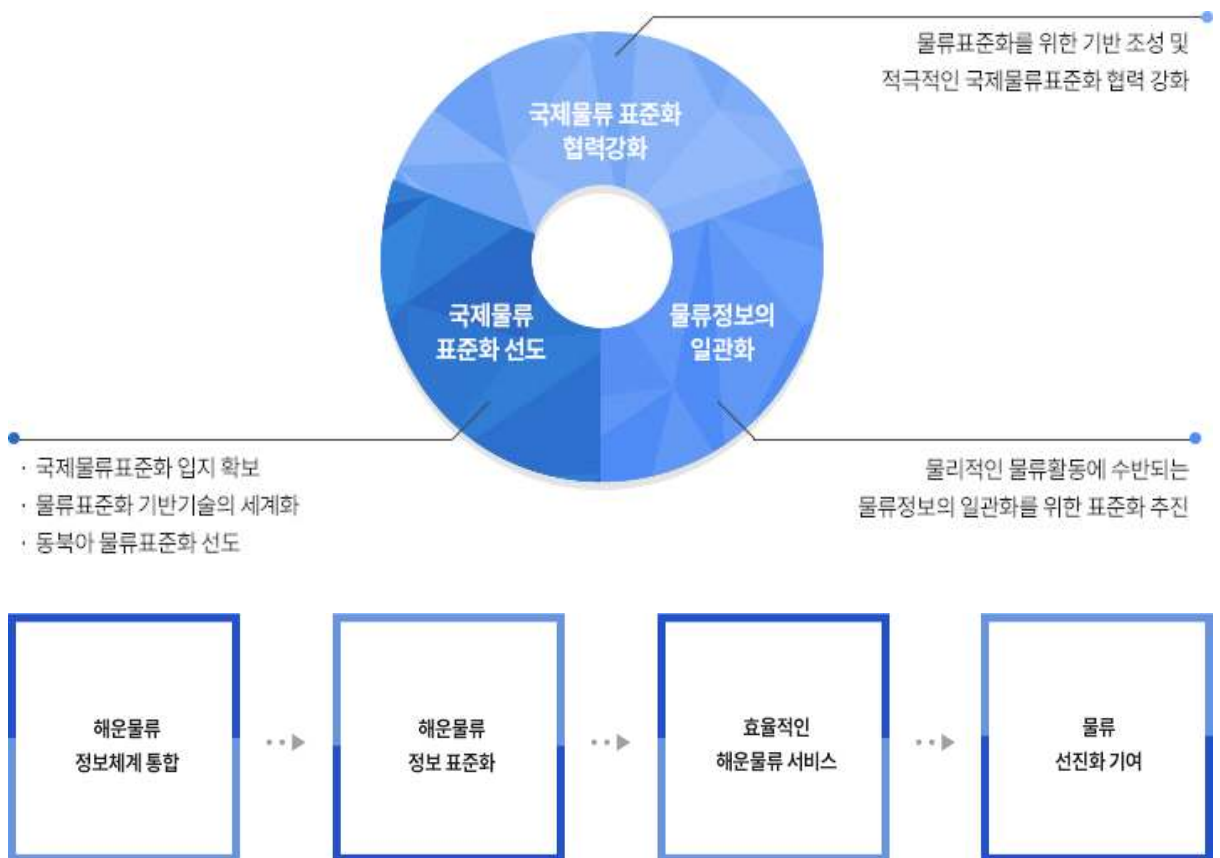 물류표준화를 위한 기반 조성 및
적극적인 국제물류표준화 협력 강화
국제물류 표준화
협력강화
국제물류
표준화 선도
물류정보의
일관화
· 국제물류표준화 입지 확보
· 물류표준화 기반기술의 세계화
· 동북아 물류표준화 선도
물리적인 물류활동에 수반되는
물류정보의 일관화를 위한 표준화 추진
해운물류
정보체계 통합
해운물류
정보 표준화
효율적인
해운물류 서비스
물류
선진화 기여